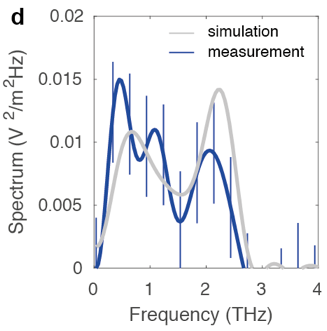 d
0.02
simulation
measurement
0.015
0.01
0.005
0
0 1 2 3 4
Spectrum (V ²/m²Hz)
Frequency (THz)